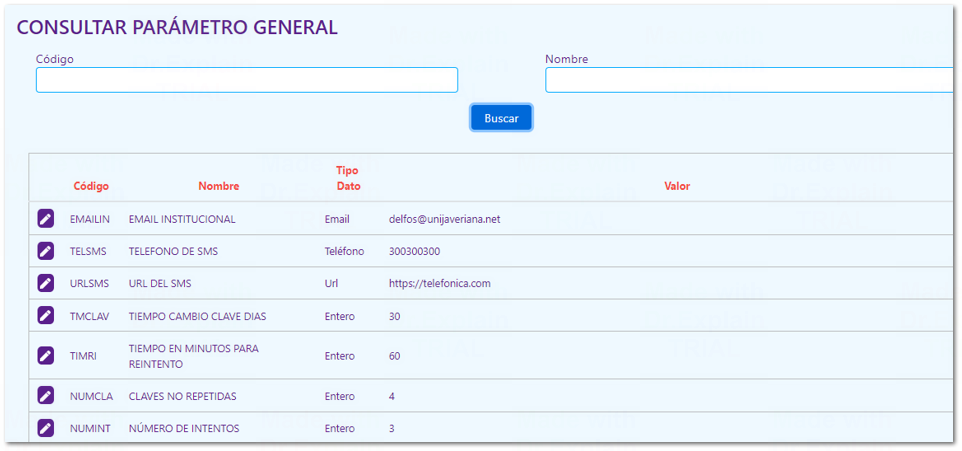 CONSULTAR PARÁMETRO GENERAL
Código Nombre
Buscar
Código Nombre Tipo Dato Valor
EMAILIN EMAIL INSTITUCIONAL Email delfos@unijaveriana.net
TELSMS TELEFONO DE SMS Teléfono 300300300
URLSMS URL DEL SMS Url https://telefonica.com
TMCLAV TIEMPO CAMBIO CLAVE DIAS Entero 30
TIMRI TIEMPO EN MINUTOS PARA REINTENTO Entero 60
NUMCLA CLAVES NO REPETIDAS Entero 4
NUMINT NÚMERO DE INTENTOS Entero 3